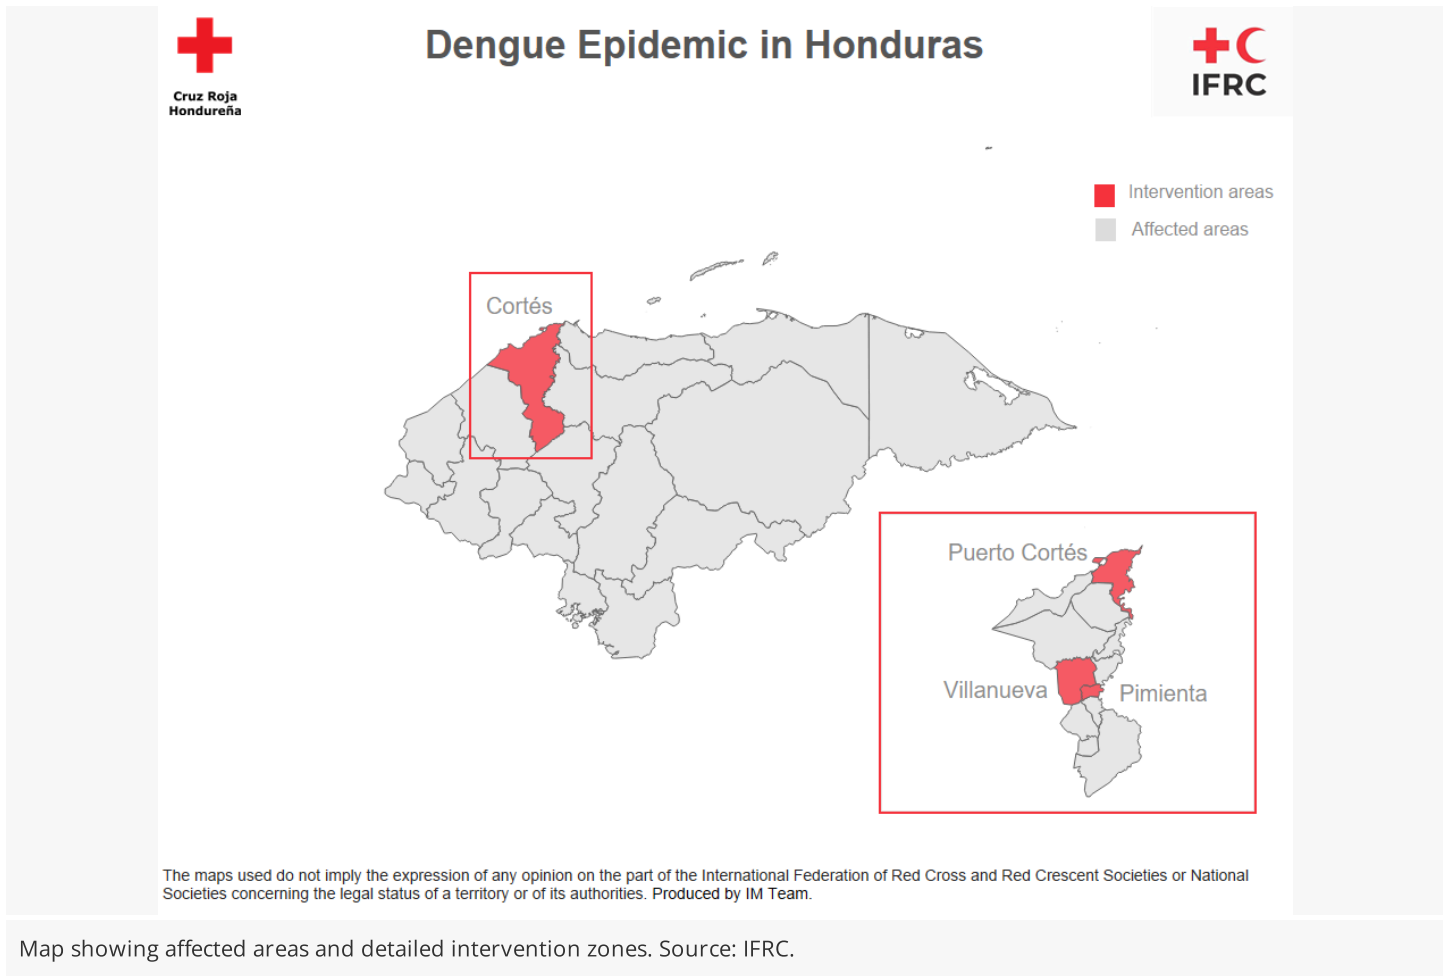 Dengue Epidemic in Honduras
Cruz Roja
Hondureña
IFRC
Intervention areas
Affected areas
Cortés
Puerto Cortés
Villanueva
Pimienta
The maps used do not imply the expression of any opinion on the part of the International Federation of Red Cross and Red Crescent Societies or National
Societies concerning the legal status of a territory or of its authorities. Produced by IM Team.
Map showing affected areas and detailed intervention zones. Source: IFRC.